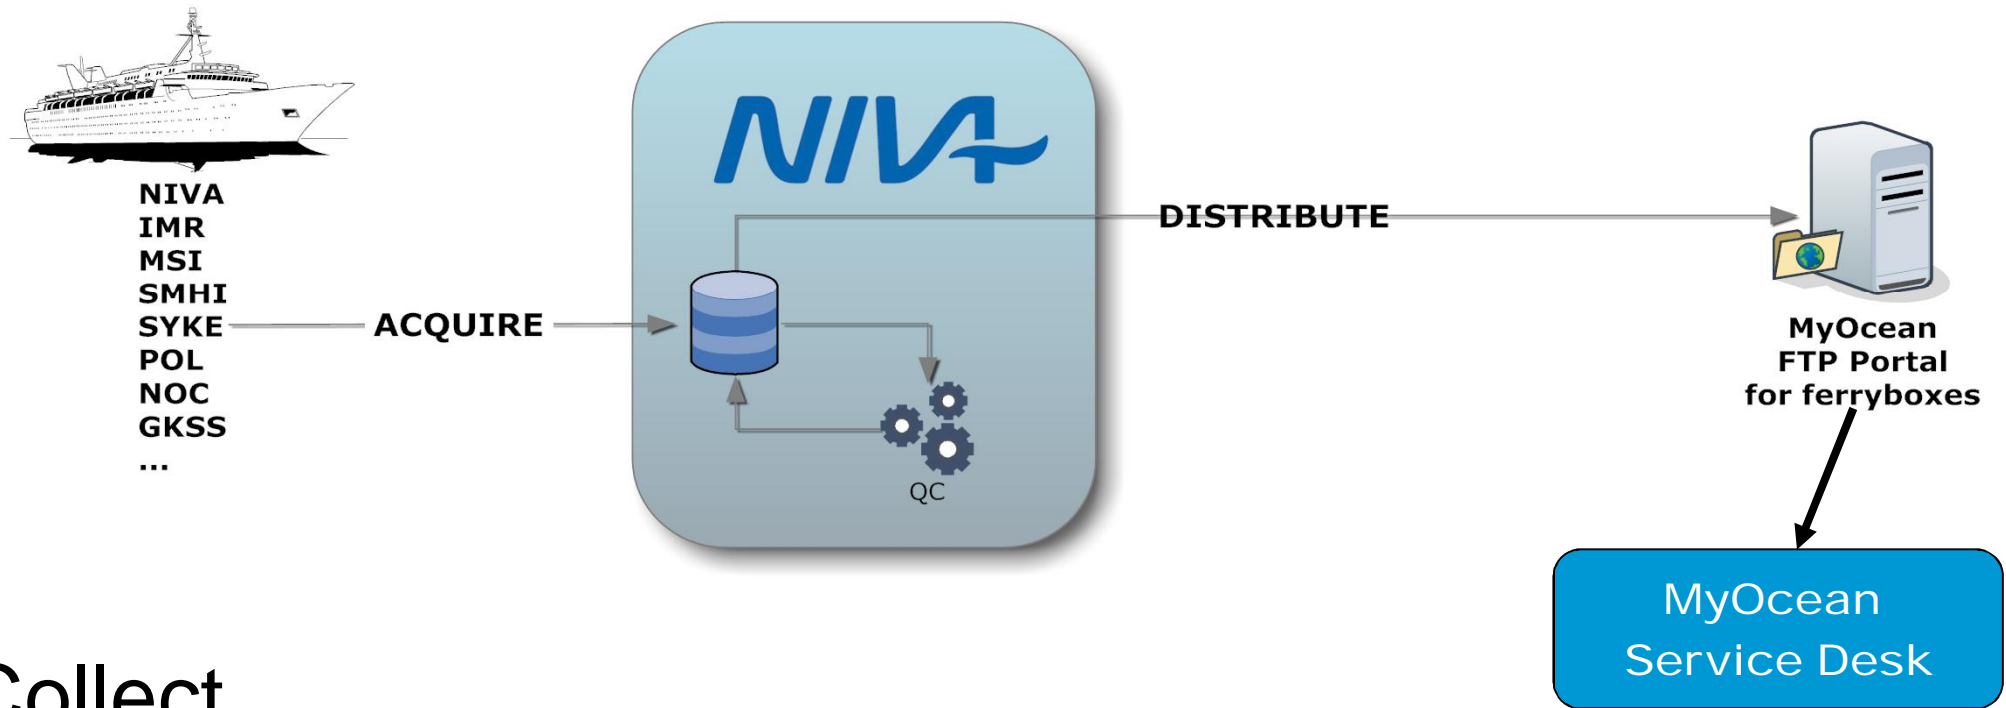 NIVA
NIVA
IMR
MSI
SMHI
SYKE
POL
NOC
GKSS
...
ACQUIRE
QC
DISTRIBUTE
MyOcean
FTP Portal
for ferryboxes
MyOcean
Service Desk
Collect